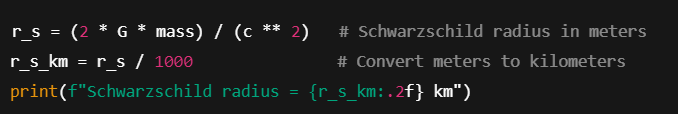 r_s = (2 * G * mass) / (c ** 2)   # Schwarzschild radius in meters
r_s_km = r_s / 1000               # Convert meters to kilometers
print(f"Schwarzschild radius = {r_s_km:.2f} km")